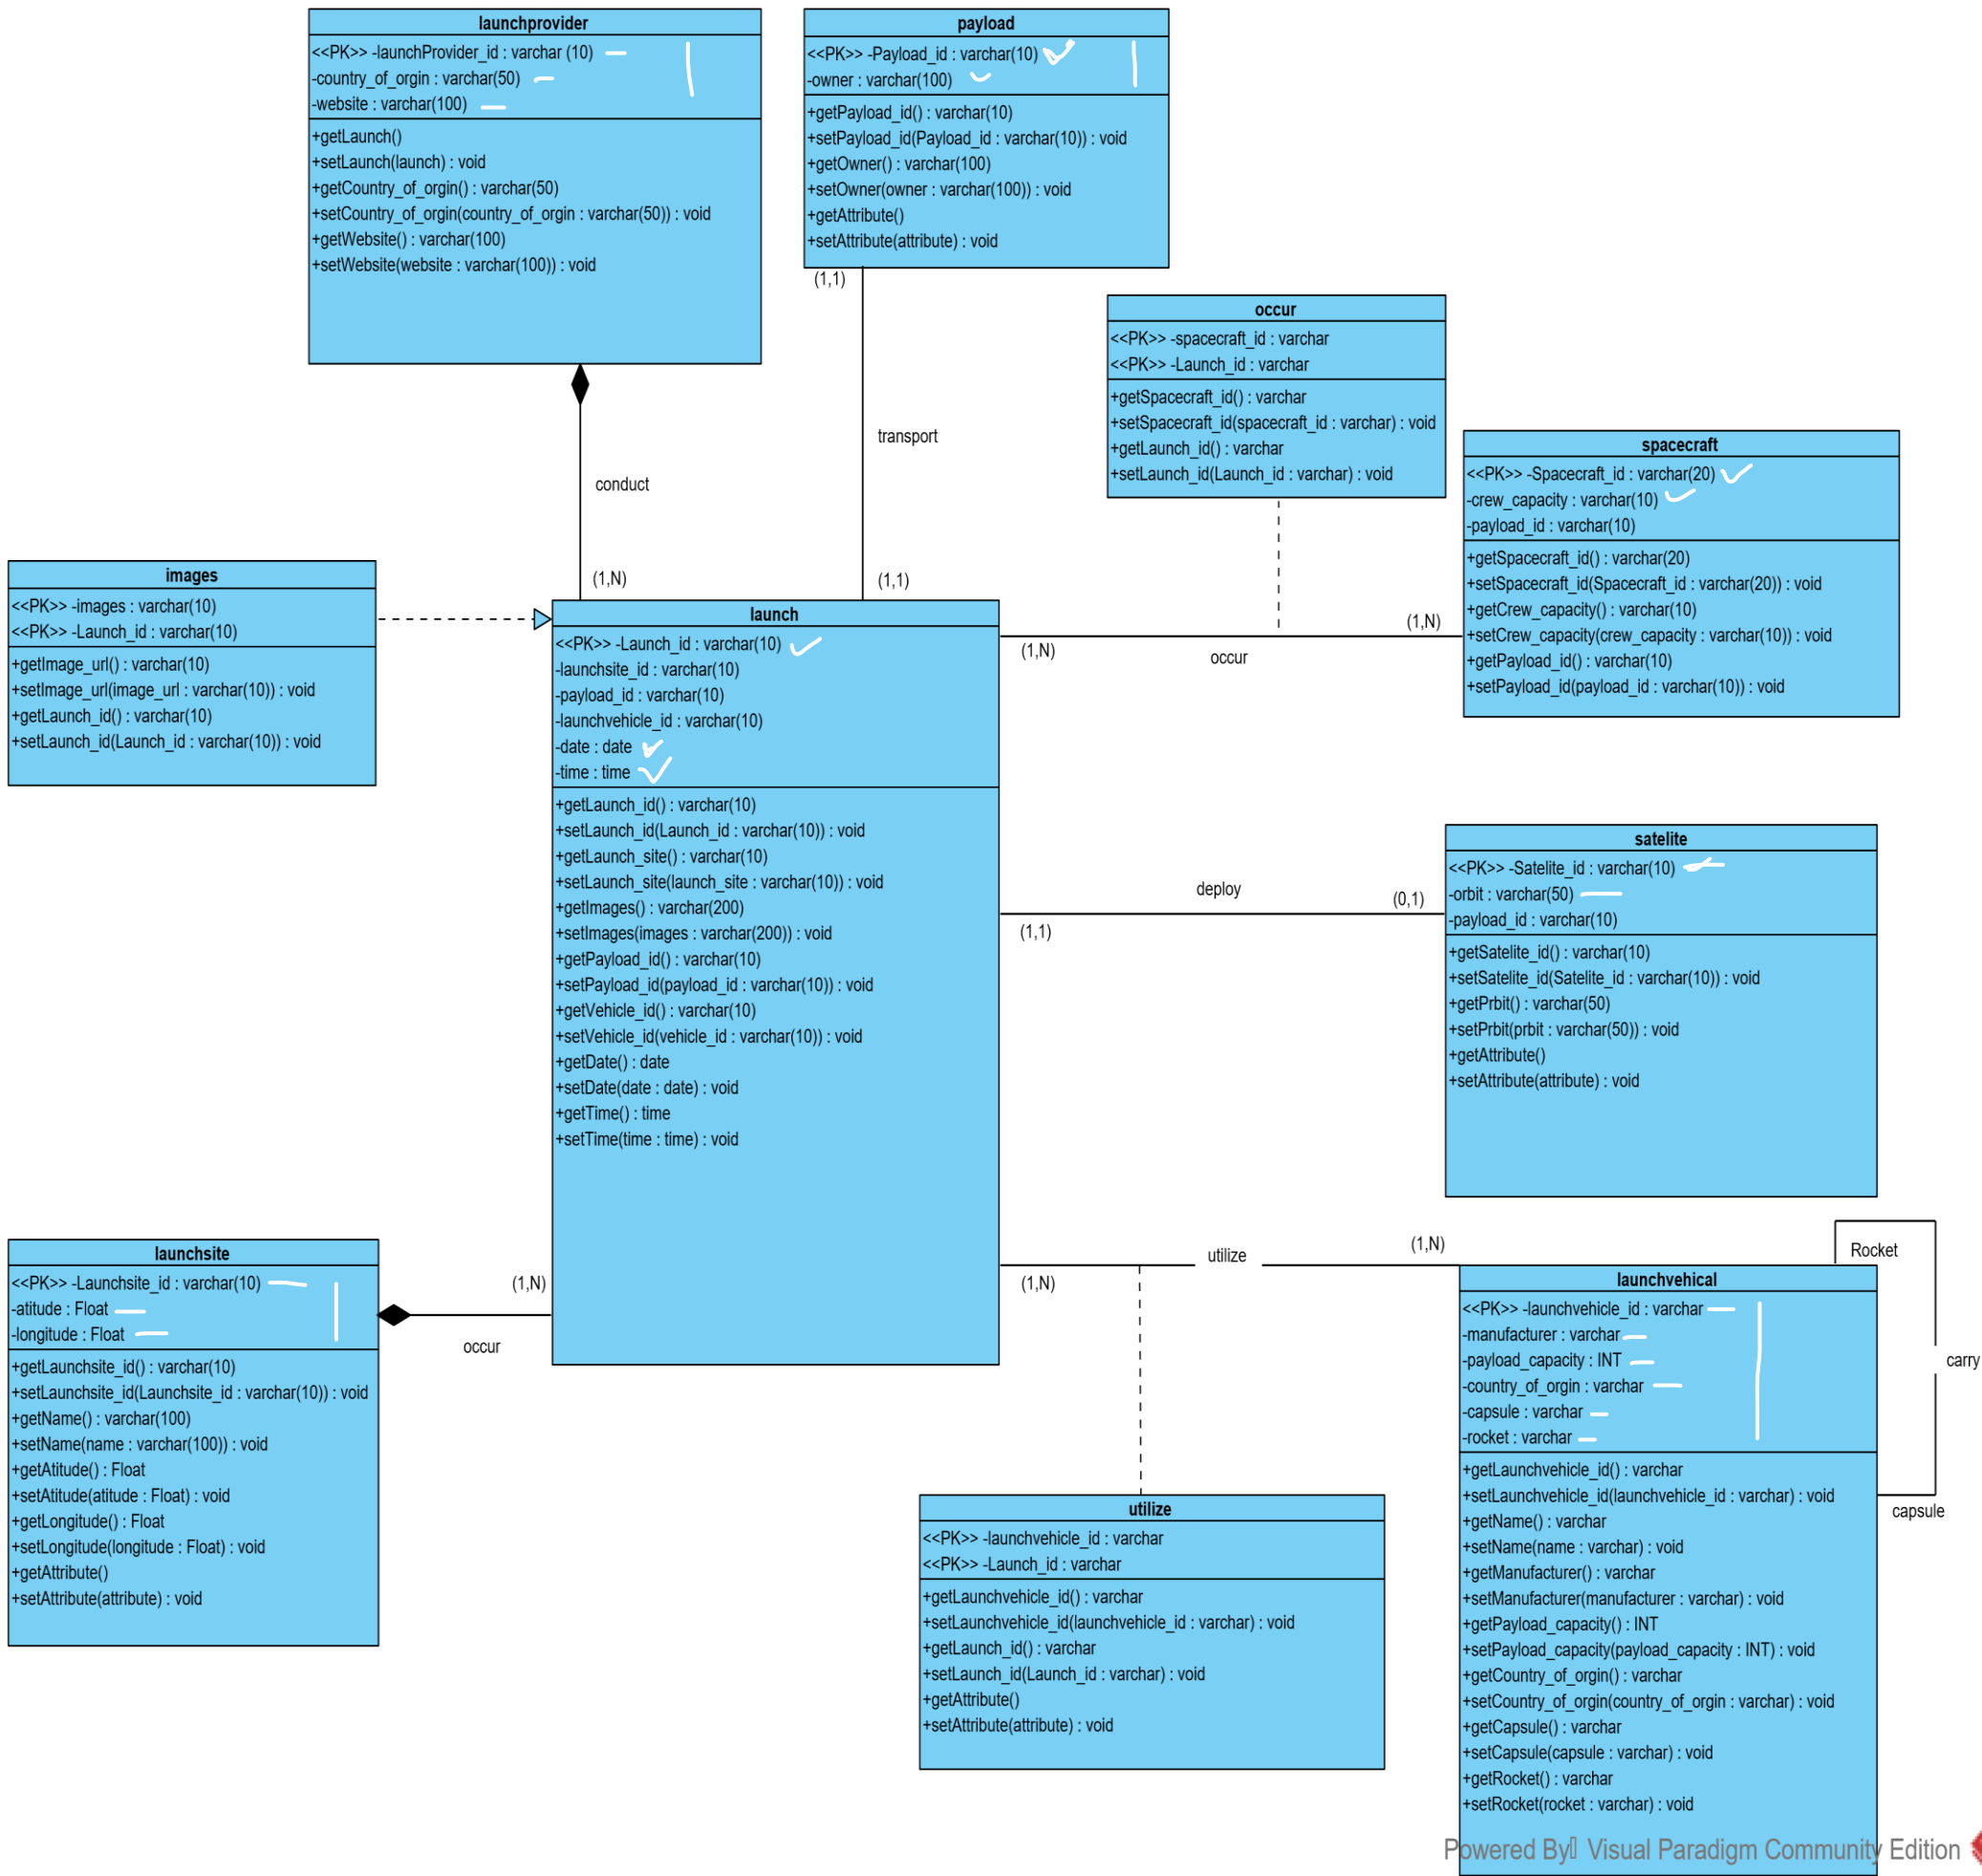 launchprovider
<<PK>> -launchProvider_id : varchar (10)
-country_of_orgin : varchar(50)
-website : varchar(100)
+getLaunch()
+setLaunch(launch) : void
+getCountry_of_orgin() : varchar(50)
+setCountry_of_orgin(country_of_orgin : varchar(50)) : void
+getWebsite() : varchar(100)
+setWebsite(website : varchar(100)) : void
payload
<<PK>> -Payload_id : varchar(10)
-owner : varchar(100)
+getPayload_id() : varchar(10)
+setPayload_id(Payload_id : varchar(10)) : void
+getOwner() : varchar(100)
+setOwner(owner : varchar(100)) : void
+getAttribute()
+setAttribute(attribute) : void
(1,1)
transport
(1,1)
conduct
(1,N)
occur
<<PK>> -spacecraft_id : varchar
<<PK>> -Launch_id : varchar
+getSpacecraft_id() : varchar
+setSpacecraft_id(spacecraft_id : varchar) : void
+getLaunch_id() : varchar
+setLaunch_id(Launch_id : varchar) : void
spacecraft
<<PK>> -Spacecraft_id : varchar(20)
-crew_capacity : varchar(10)
-payload_id : varchar(10)
+getSpacecraft_id() : varchar(20)
+setSpacecraft_id(Spacecraft_id : varchar(20)) : void
+getCrew_capacity() : varchar(10)
+setCrew_capacity(crew_capacity : varchar(10)) : void
+getPayload_id() : varchar(10)
+setPayload_id(payload_id : varchar(10)) : void
images
<<PK>> -images : varchar(10)
<<PK>> -Launch_id : varchar(10)
+getImage_url() : varchar(10)
+setImage_url(image_url : varchar(10)) : void
+getLaunch_id() : varchar(10)
+setLaunch_id(Launch_id : varchar(10)) : void
launch
<<PK>> -Launch_id : varchar(10)
-launchsite_id : varchar(10)
-payload_id : varchar(10)
-launchvehicle_id : varchar(10)
-date : date
-time : time
+getLaunch_id() : varchar(10)
+setLaunch_id(Launch_id : varchar(10)) : void
+getLaunch_site() : varchar(10)
+setLaunch_site(launch_site : varchar(10)) : void
+getImages() : varchar(200)
+setImages(images : varchar(200)) : void
+getPayload_id() : varchar(10)
+setPayload_id(payload_id : varchar(10)) : void
+getVehicle_id() : varchar(10)
+setVehicle_id(vehicle_id : varchar(10)) : void
+getDate() : date
+setDate(date : date) : void
+getTime() : time
+setTime(time : time) : void
(1,N)
occur
(1,N)
satelite
<<PK>> -Satelite_id : varchar(10)
-orbit : varchar(50)
-payload_id : varchar(10)
+getSatelite_id() : varchar(10)
+setSatelite_id(Satelite_id : varchar(10)) : void
+getPrbit() : varchar(50)
+setPrbit(prbit : varchar(50)) : void
+getAttribute()
+setAttribute(attribute) : void
deploy
(0,1)
(1,1)
launchsite
<<PK>> -Launchsite_id : varchar(10)
-atitude : Float
-longitude : Float
+getLaunchsite_id() : varchar(10)
+setLaunchsite_id(Launchsite_id : varchar(10)) : void
+getName() : varchar(100)
+setName(name : varchar(100)) : void
+getAtitude() : Float
+setAtitude(atitude : Float) : void
+getLongitude() : Float
+setLongitude(longitude : Float) : void
+getAttribute()
+setAttribute(attribute) : void
(1,N)
occur
utilize
(1,N)
(1,N)
utilize
<<PK>> -launchvehicle_id : varchar
<<PK>> -Launch_id : varchar
+getLaunchvehicle_id() : varchar
+setLaunchvehicle_id(launchvehicle_id : varchar) : void
+getLaunch_id() : varchar
+setLaunch_id(Launch_id : varchar) : void
+getAttribute()
+setAttribute(attribute) : void
Rocket
carry
capsule
launchvehical
<<PK>> -launchvehicle_id : varchar
-manufacturer : varchar
-payload_capacity : INT
-country_of_orgin : varchar
-capsule : varchar
-rocket : varchar
+getLaunchvehicle_id() : varchar
+setLaunchvehicle_id(launchvehicle_id : varchar) : void
+getName() : varchar
+setName(name : varchar) : void
+getManufacturer() : varchar
+setManufacturer(manufacturer : varchar) : void
+getPayload_capacity() : INT
+setPayload_capacity(payload_capacity : INT) : void
+getCountry_of_orgin() : varchar
+setCountry_of_orgin(country_of_orgin : varchar) : void
+getCapsule() : varchar
+setCapsule(capsule : varchar) : void
+getRocket() : varchar
+setRocket(rocket : varchar) : void
Powered By Visual Paradigm Community Edition